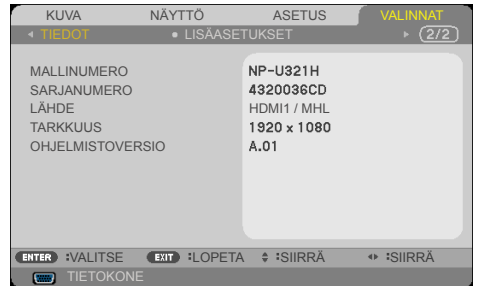 KUVA NÄYTTÖ ASETUS VALINNAT
TIEDOT • LISÄASETUKSET 2/2
MALLINUMERO NP-U321H
SARJANUMERO 4320036CD
LÄHDE HDMI1 / MHL
TARKKUUS 1920 x 1080
OHJELMISTOVERSIO A.01
ENTER :VALITSE EXIT :LOPETA :SIIRRÄ :SIIRRÄ
TIETOKONE